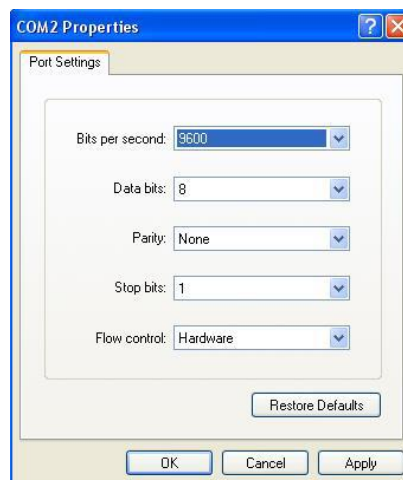 COM2 Properties
Port Settings
Bits per second: 9600
Data bits: 8
Parity: None
Stop bits: 1
Flow control: Hardware
Restore Defaults
OK Cancel Apply